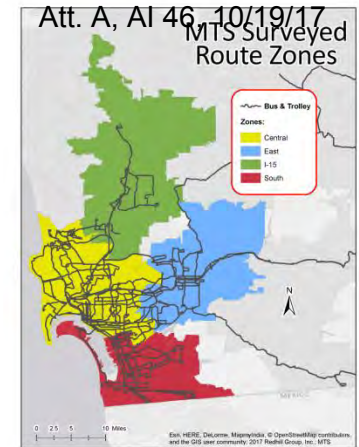 Att. A, AI 46, 10/19/17
MTS Surveyed
Route Zones
Bus & Trolley
Zones:
Central
East
I-15
South
N
MEXICO
0 2.5 5 10 Miles
Esri, HERE, DeLorme, MapmyIndia, © OpenStreetMap contributors,
and the GIS user community; 2017 Redhill Group, Inc.; MTS